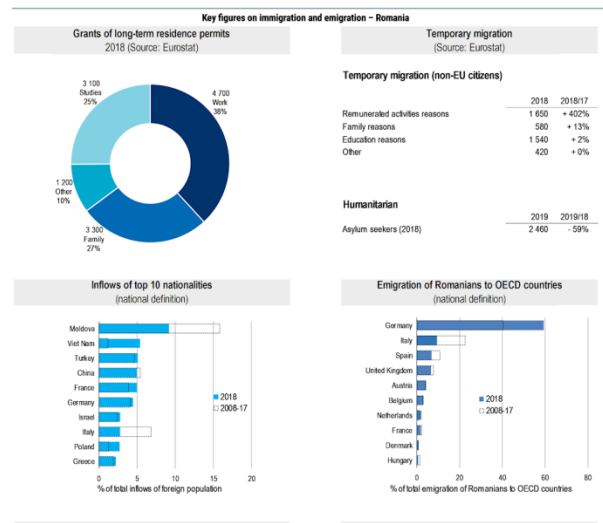 Key figures on immigration and emigration – Romania
Grants of long-term residence permits
2018 (Source: Eurostat)
3 100
Studies
25%
4 700
Work
38%
1 200
Other
10%
3 300
Family
27%
Temporary migration
(Source: Eurostat)
Temporary migration (non-EU citizens)
2018 2018/17
Remunerated activities reasons 1 650 + 402%
Family reasons 580 + 13%
Education reasons 1 540 + 2%
Other 420 + 0%
Humanitarian
2019 2019/18
Asylum seekers (2018) 2 460 - 59%
Inflows of top 10 nationalities
(national definition)
Moldova
Viet Nam
Turkey
China
France
Germany
Israel
Italy
Poland
Greece
2018
2008-17
0 5 10 15 20
% of total inflows of foreign population
Emigration of Romanians to OECD countries
(national definition)
Germany
Italy
Spain
United Kingdom
Austria
Belgium
Netherlands
France
Denmark
Hungary
2018
2008-17
0 20 40 60 80
% of total emigration of Romanians to OECD countries